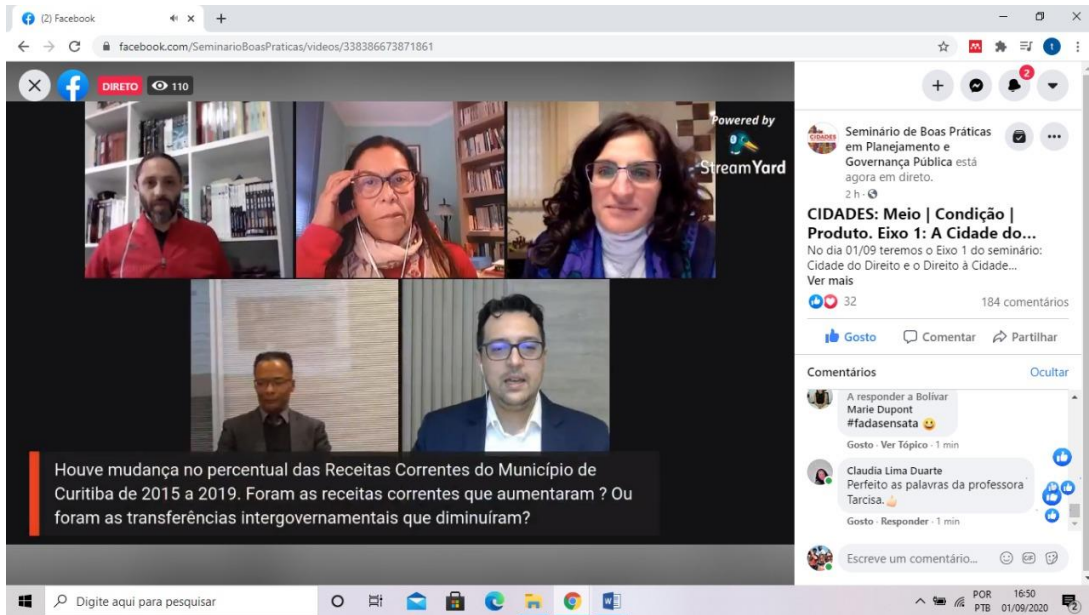 (2) Facebook
facebook.com/SeminarioBoasPraticas/videos/338386673871861
DIRETO
110
Powered by
StreamYard
Houve mudança no percentual das Receitas Correntes do Município de
Curitiba de 2015 a 2019. Foram as receitas correntes que aumentaram ? Ou
foram as transferências intergovernamentais que diminuíram?
2
CIDADES
Seminário de Boas Práticas
em Planejamento e
Governança Pública está
agora em direto.
2 h ·
CIDADES: Meio | Condição |
Produto. Eixo 1: A Cidade do...
No dia 01/09 teremos o Eixo 1 do seminário:
Cidade do Direito e o Direito à Cidade...
Ver mais
32
184 comentários
Gosto
Comentar
Partilhar
Comentários
Ocultar
A responder a Bolívar
Marie Dupont
#fadasensata
Gosto · Ver Tópico · 1 min
Claudia Lima Duarte
Perfeito as palavras da professora
Tarcisa.
Gosto · Responder · 1 min
Escreve um comentário...
GIF
Digite aqui para pesquisar
POR
PTB
16:50
01/09/2020